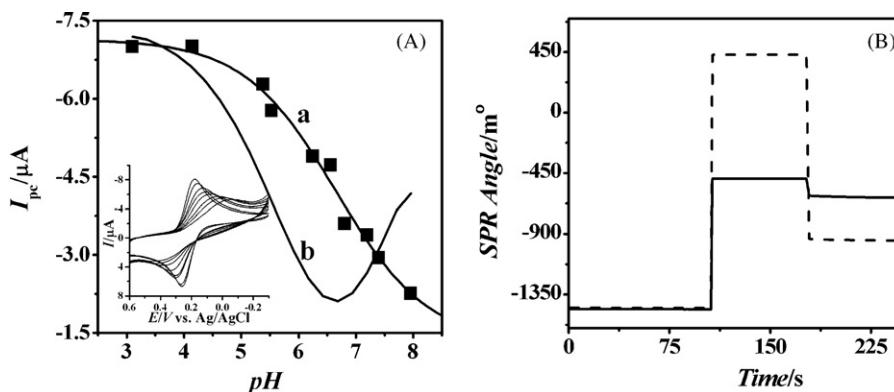 (A)
-7.5
-6.0
-4.5
-3.0
-1.5
I_pc/μA
3 4 5 6 7 8
pH
a
b
-8
-4
0
4
8
I/μA
0.6 0.4 0.2 0.0 -0.2
E/V vs. Ag/AgCl
(B)
450
0
-450
-900
-1350
SPR Angle/m°
0 75 150 225
Time/s